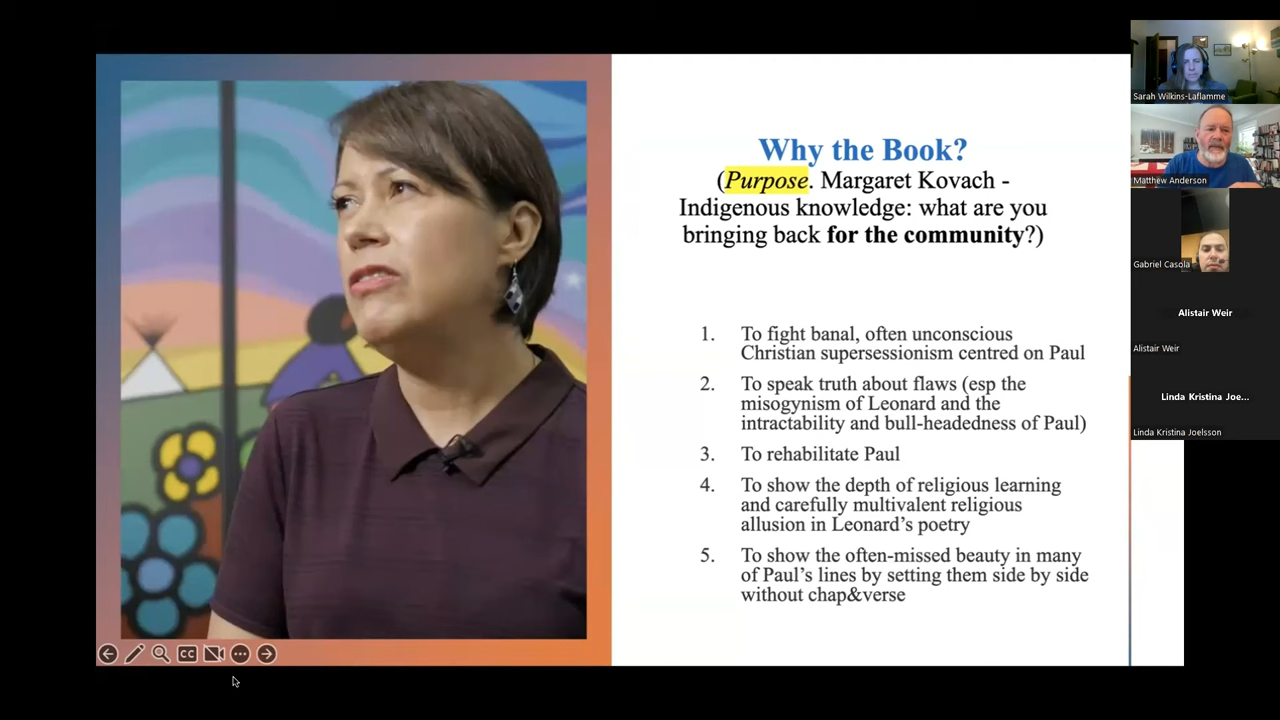 Why the Book?
(Purpose. Margaret Kovach -
Indigenous knowledge: what are you
bringing back for the community?)
1. To fight banal, often unconscious
Christian supersessionism centred on Paul
2. To speak truth about flaws (esp the
misogynism of Leonard and the
intractability and bull-headedness of Paul)
3. To rehabilitate Paul
4. To show the depth of religious learning
and carefully multivalent religious
allusion in Leonard's poetry
5. To show the often-missed beauty in many
of Paul's lines by setting them side by side
without chap&verse
CC
Sarah Wilkins-Laflamme
Matthew Anderson
Gabriel Casola
Alistair Weir
Alistair Weir
Linda Kristina Joe...
Linda Kristina Joelsson